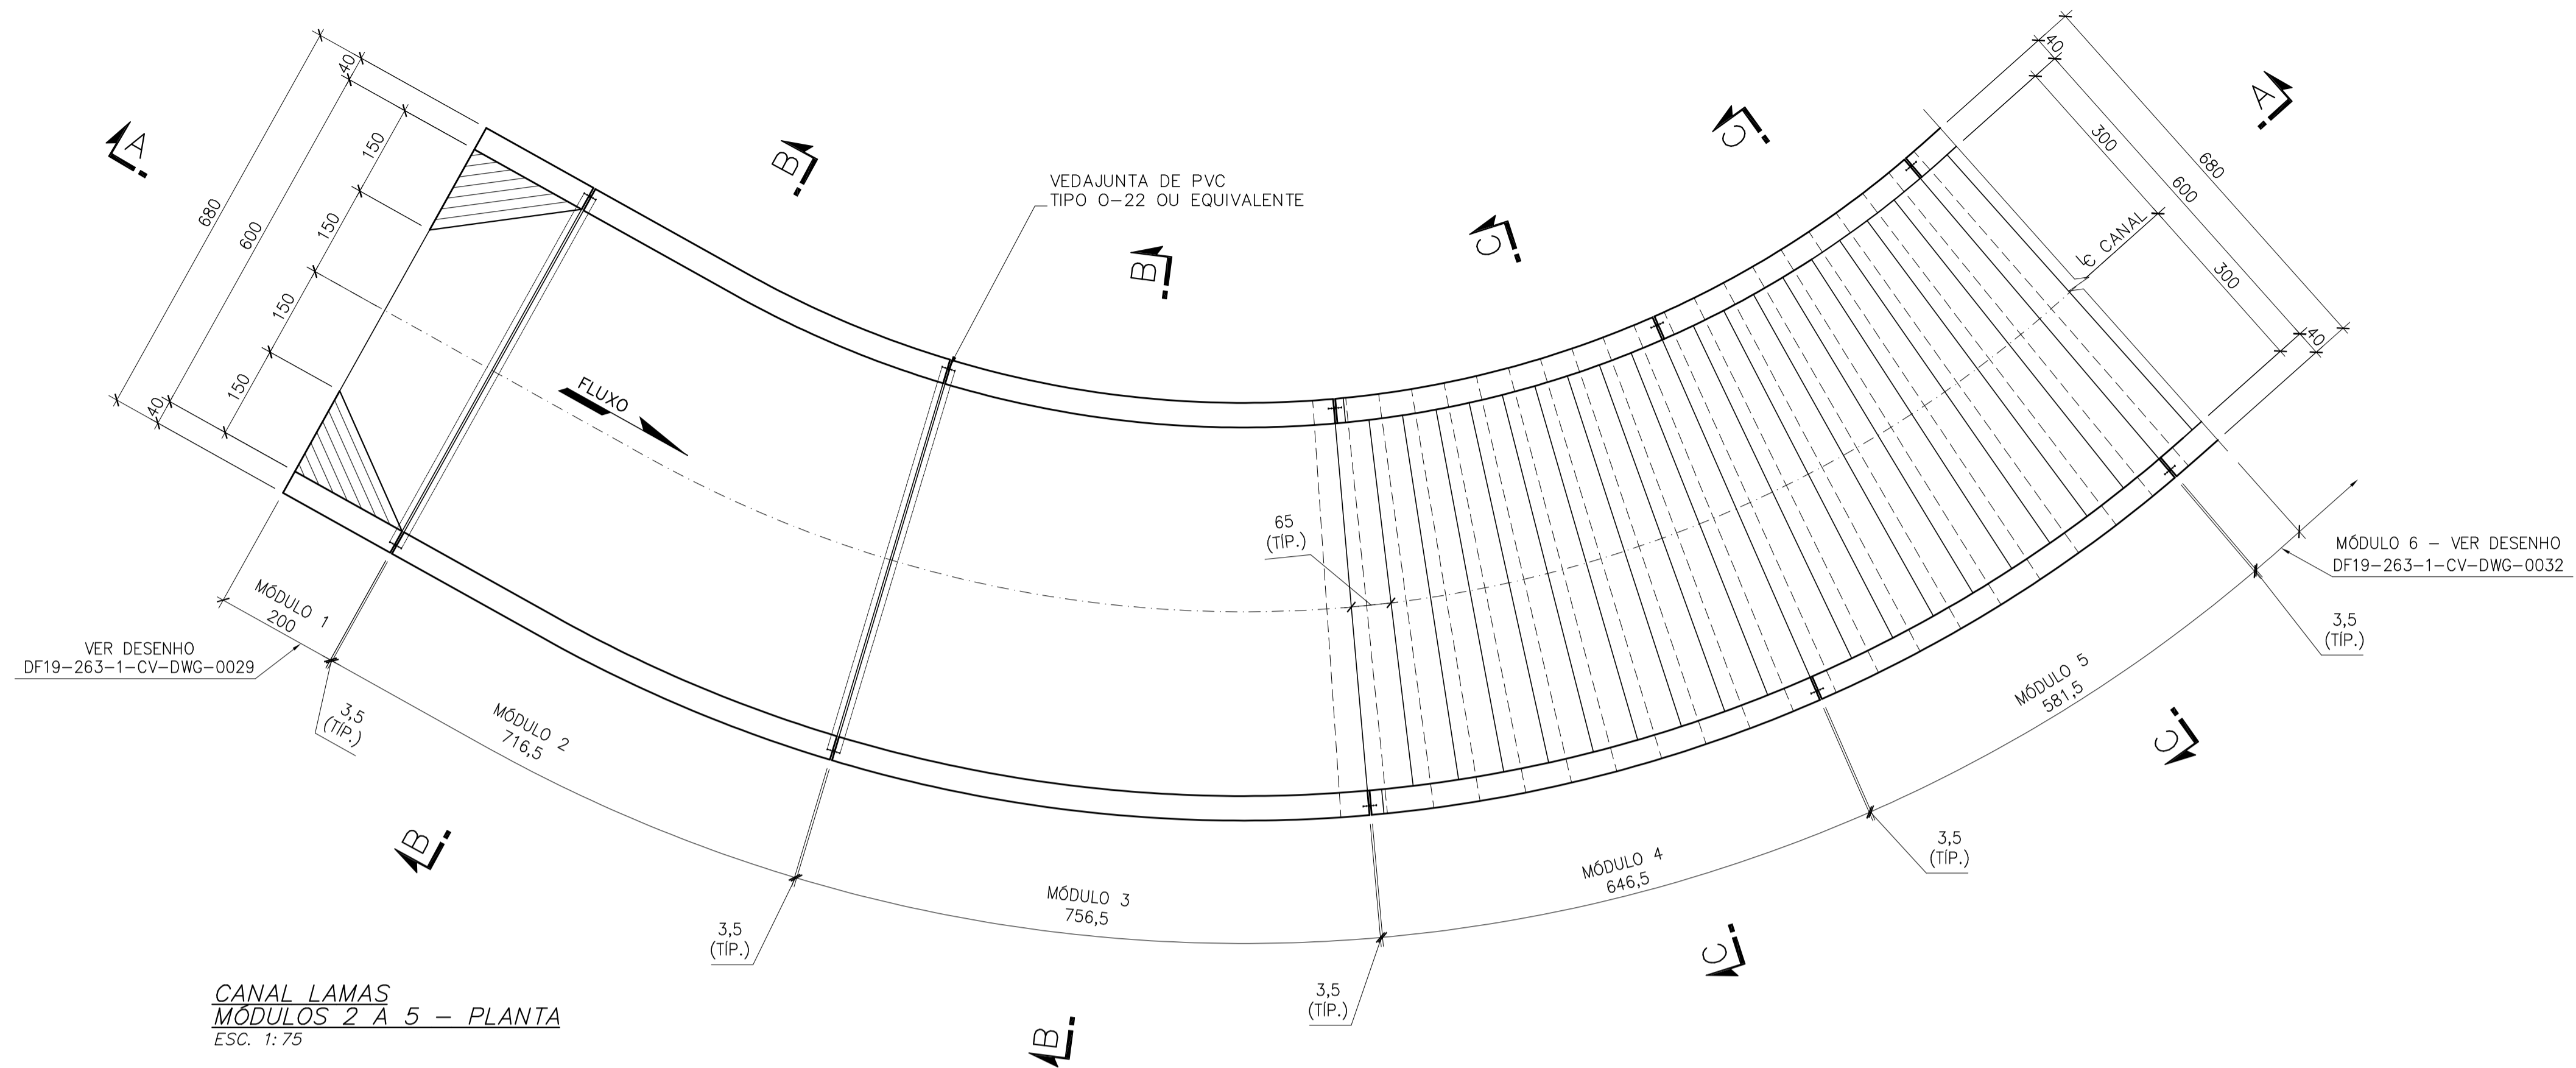 680
40
600
150
150
150
150
40
A
B
VEDAJUNTA DE PVC
TIPO O-22 OU EQUIVALENTE
B
C
C
A
40
300
680
600
℄ CANAL
300
40
FLUXO
65
(TÍP.)
MÓDULO 1
200
VER DESENHO
DF19-263-1-CV-DWG-0029
3,5
(TÍP.)
MÓDULO 2
716,5
B
3,5
(TÍP.)
MÓDULO 3
756,5
B
3,5
(TÍP.)
MÓDULO 4
646,5
C
3,5
(TÍP.)
MÓDULO 5
581,5
C
3,5
(TÍP.)
MÓDULO 6 - VER DESENHO
DF19-263-1-CV-DWG-0032
CANAL LAMAS
MÓDULOS 2 A 5 - PLANTA
ESC. 1:75